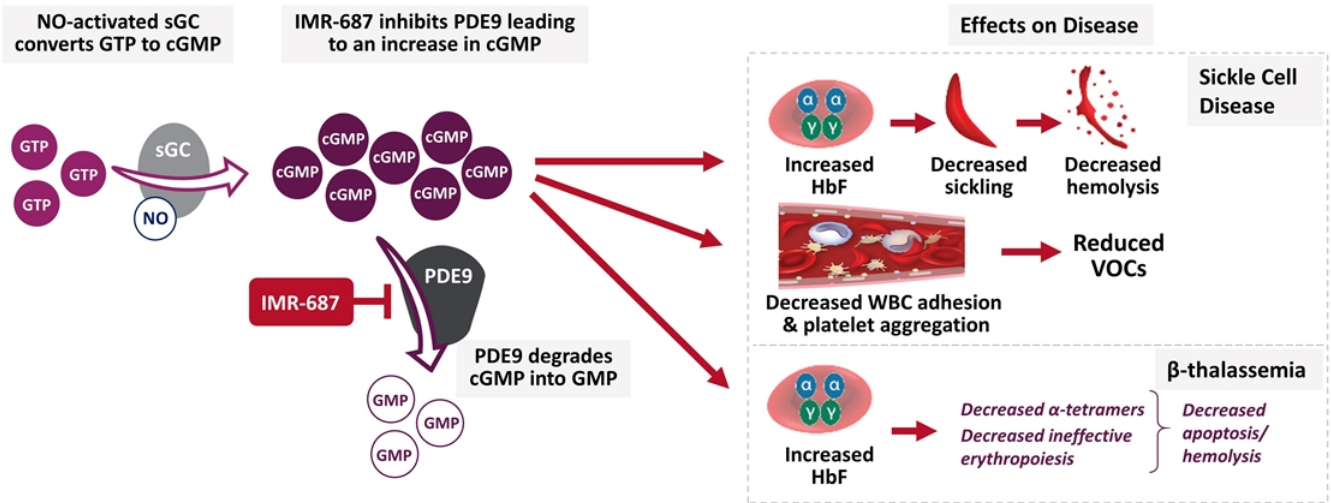 NO-activated sGC
converts GTP to cGMP
IMR-687 inhibits PDE9 leading
to an increase in cGMP
Effects on Disease
GTP
GTP
GTP
sGC
NO
cGMP
cGMP
cGMP
cGMP
cGMP
cGMP
cGMP
cGMP
IMR-687
PDE9
PDE9 degrades
cGMP into GMP
GMP
GMP
GMP
Sickle Cell
Disease
α α
γ γ
Increased
HbF
Decreased
sickling
Decreased
hemolysis
Decreased WBC adhesion
& platelet aggregation
Reduced
VOCs
β-thalassemia
α α
γ γ
Increased
HbF
Decreased α-tetramers
Decreased ineffective
erythropoiesis
Decreased
apoptosis/
hemolysis